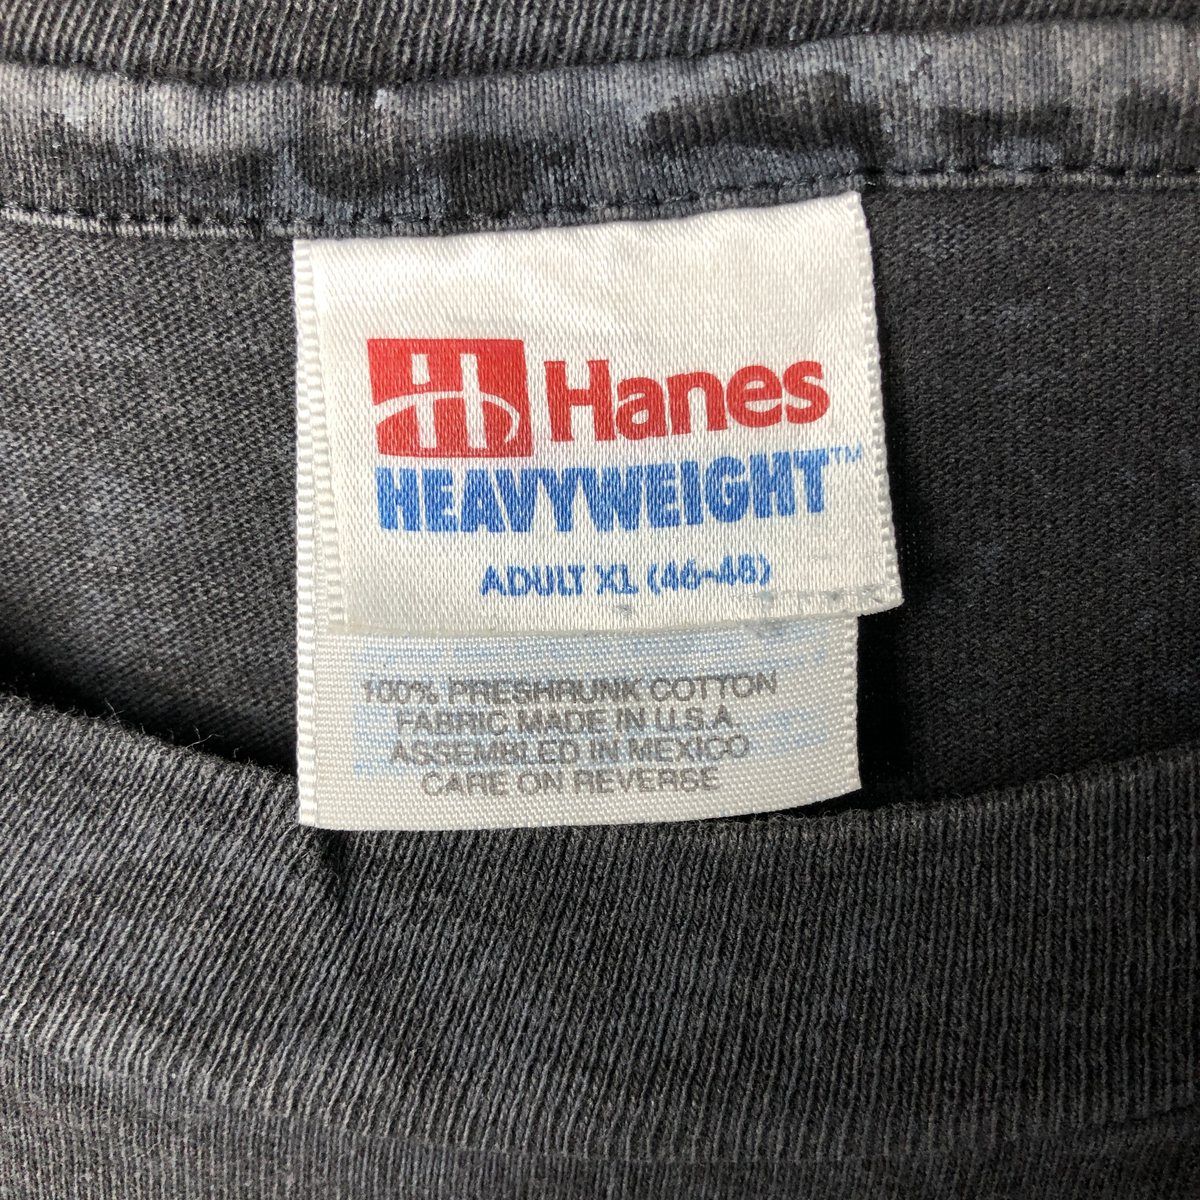 Hanes
HEAVYWEIGHT™
ADULT XL (46-48)
100% PRESHRUNK COTTON
FABRIC MADE IN U.S.A
ASSEMBLED IN MEXICO
CARE ON REVERSE